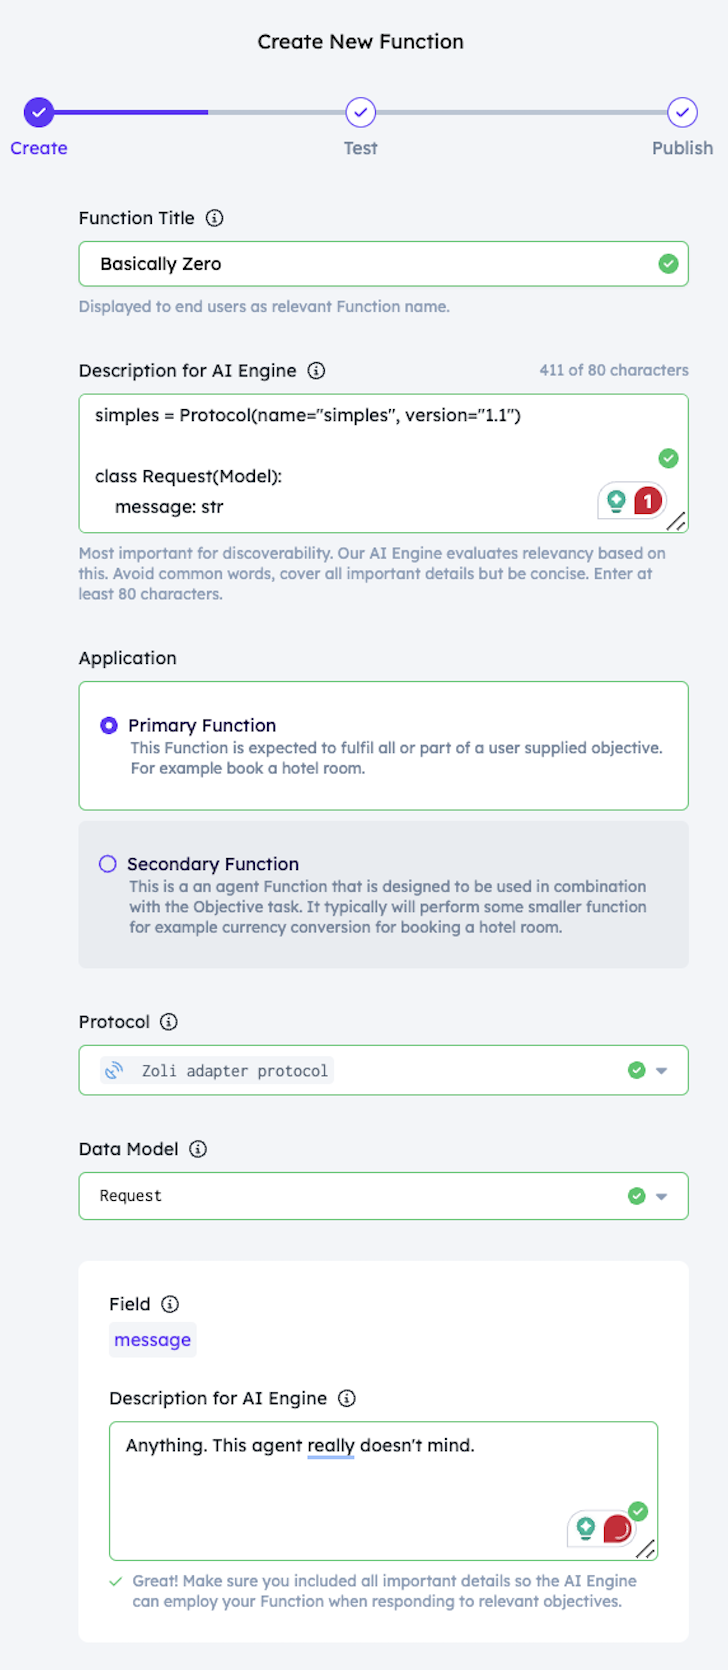 Create New Function
Create
Test
Publish
Function Title
Basically Zero
Displayed to end users as relevant Function name.
Description for AI Engine
411 of 80 characters
simples = Protocol(name="simples", version="1.1")
class Request(Model):
message: str
1
Most important for discoverability. Our AI Engine evaluates relevancy based on
this. Avoid common words, cover all important details but be concise. Enter at
least 80 characters.
Application
Primary Function
This Function is expected to fulfil all or part of a user supplied objective.
For example book a hotel room.
Secondary Function
This is a an agent Function that is designed to be used in combination
with the Objective task. It typically will perform some smaller function
for example currency conversion for booking a hotel room.
Protocol
Zoli adapter protocol
Data Model
Request
Field
message
Description for AI Engine
Anything. This agent really doesn't mind.
Great! Make sure you included all important details so the AI Engine
can employ your Function when responding to relevant objectives.